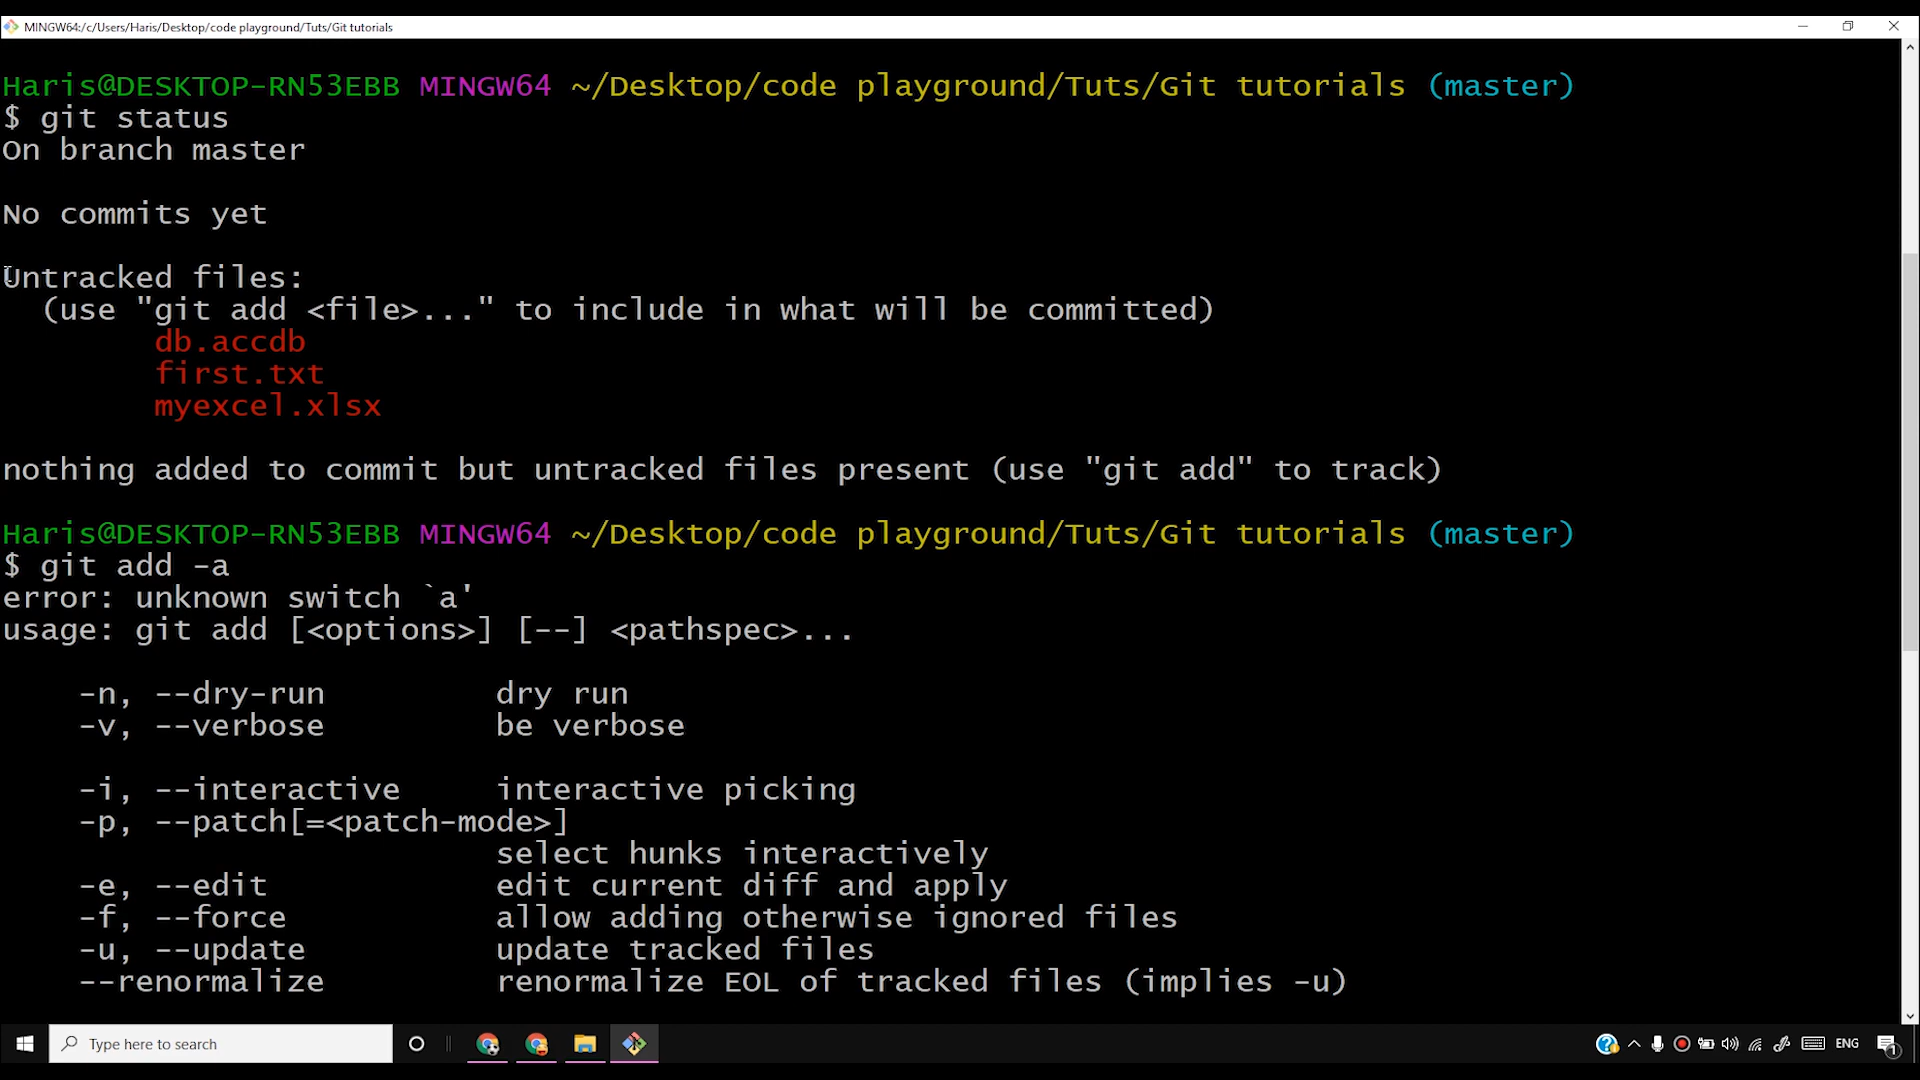 MINGW64:/c/Users/Haris/Desktop/code playground/Tuts/Git tutorials
Haris@DESKTOP-RN53EBB MINGW64 ~/Desktop/code playground/Tuts/Git tutorials (master)
$ git status
On branch master
No commits yet
Untracked files:
  (use "git add <file>..." to include in what will be committed)
        db.accdb
        first.txt
        myexcel.xlsx
nothing added to commit but untracked files present (use "git add" to track)
Haris@DESKTOP-RN53EBB MINGW64 ~/Desktop/code playground/Tuts/Git tutorials (master)
$ git add -a
error: unknown switch `a'
usage: git add [<options>] [--] <pathspec>...
    -n, --dry-run         dry run
    -v, --verbose         be verbose
    -i, --interactive     interactive picking
    -p, --patch[=<patch-mode>]
                          select hunks interactively
    -e, --edit            edit current diff and apply
    -f, --force           allow adding otherwise ignored files
    -u, --update          update tracked files
    --renormalize         renormalize EOL of tracked files (implies -u)
Type here to search
ENG
1